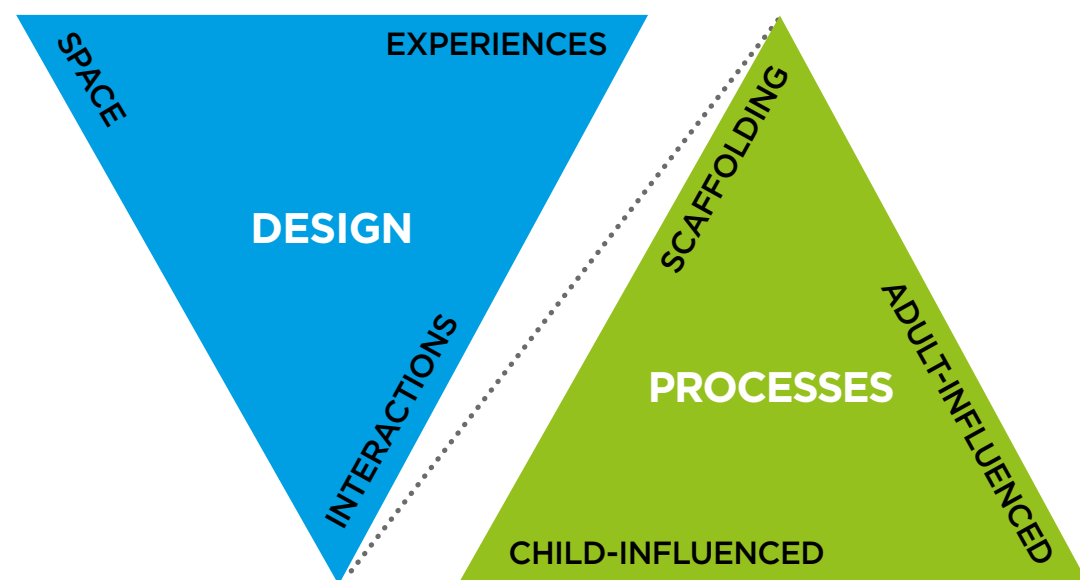 SPACE
EXPERIENCES
DESIGN
INTERACTIONS
SCAFFOLDING
PROCESSES
ADULT-INFLUENCED
CHILD-INFLUENCED